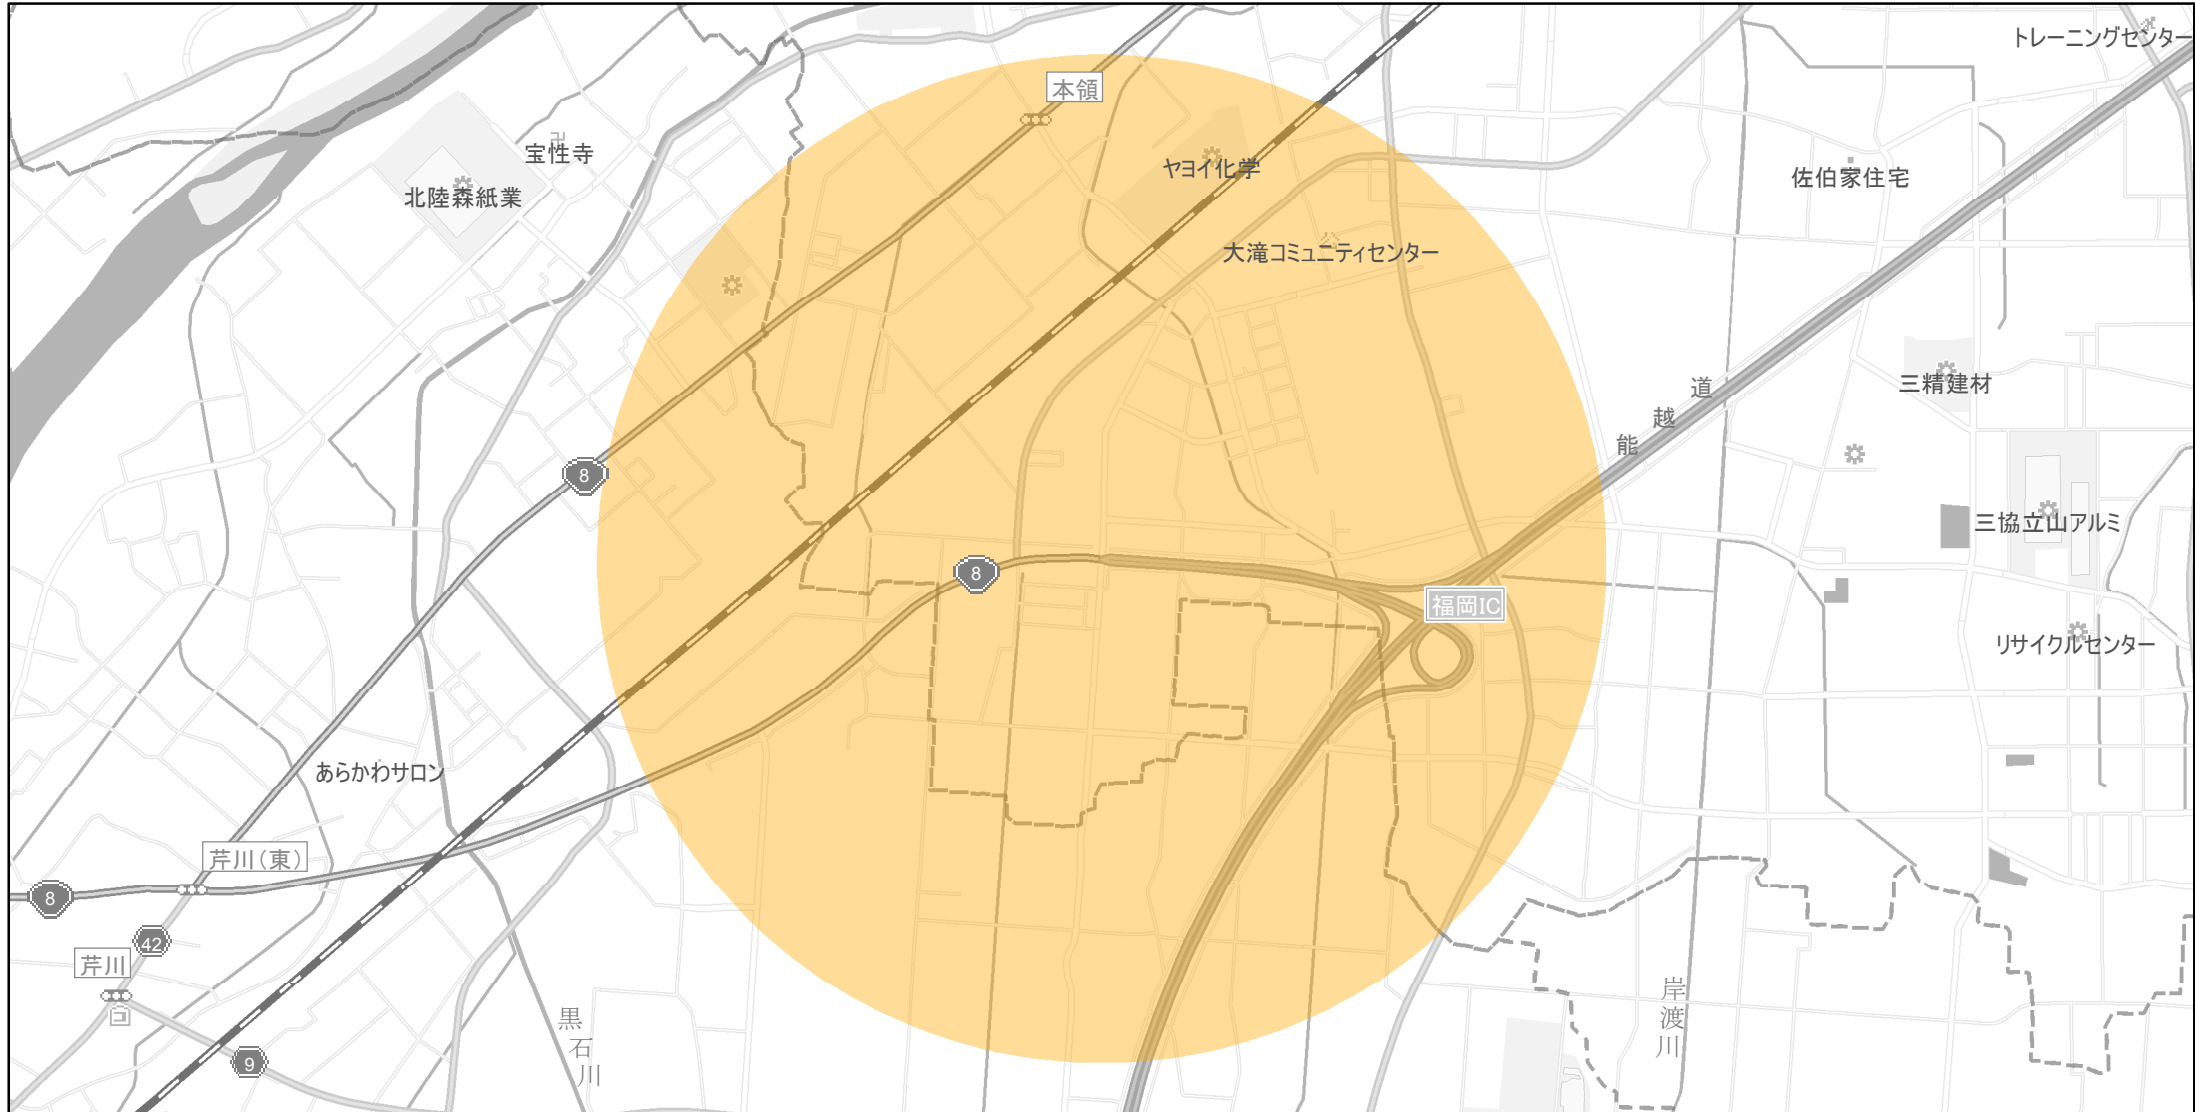 トレーニングセンター
本領
宝性寺
ヤヨイ化学
佐伯家住宅
北陸森紙業
大滝コミュニティセンター
能越道
三精建材
8
三協立山アルミ
8
福岡IC
リサイクルセンター
あらかわサロン
芹川(東)
8
42
芹川
岸渡川
黒石川
9